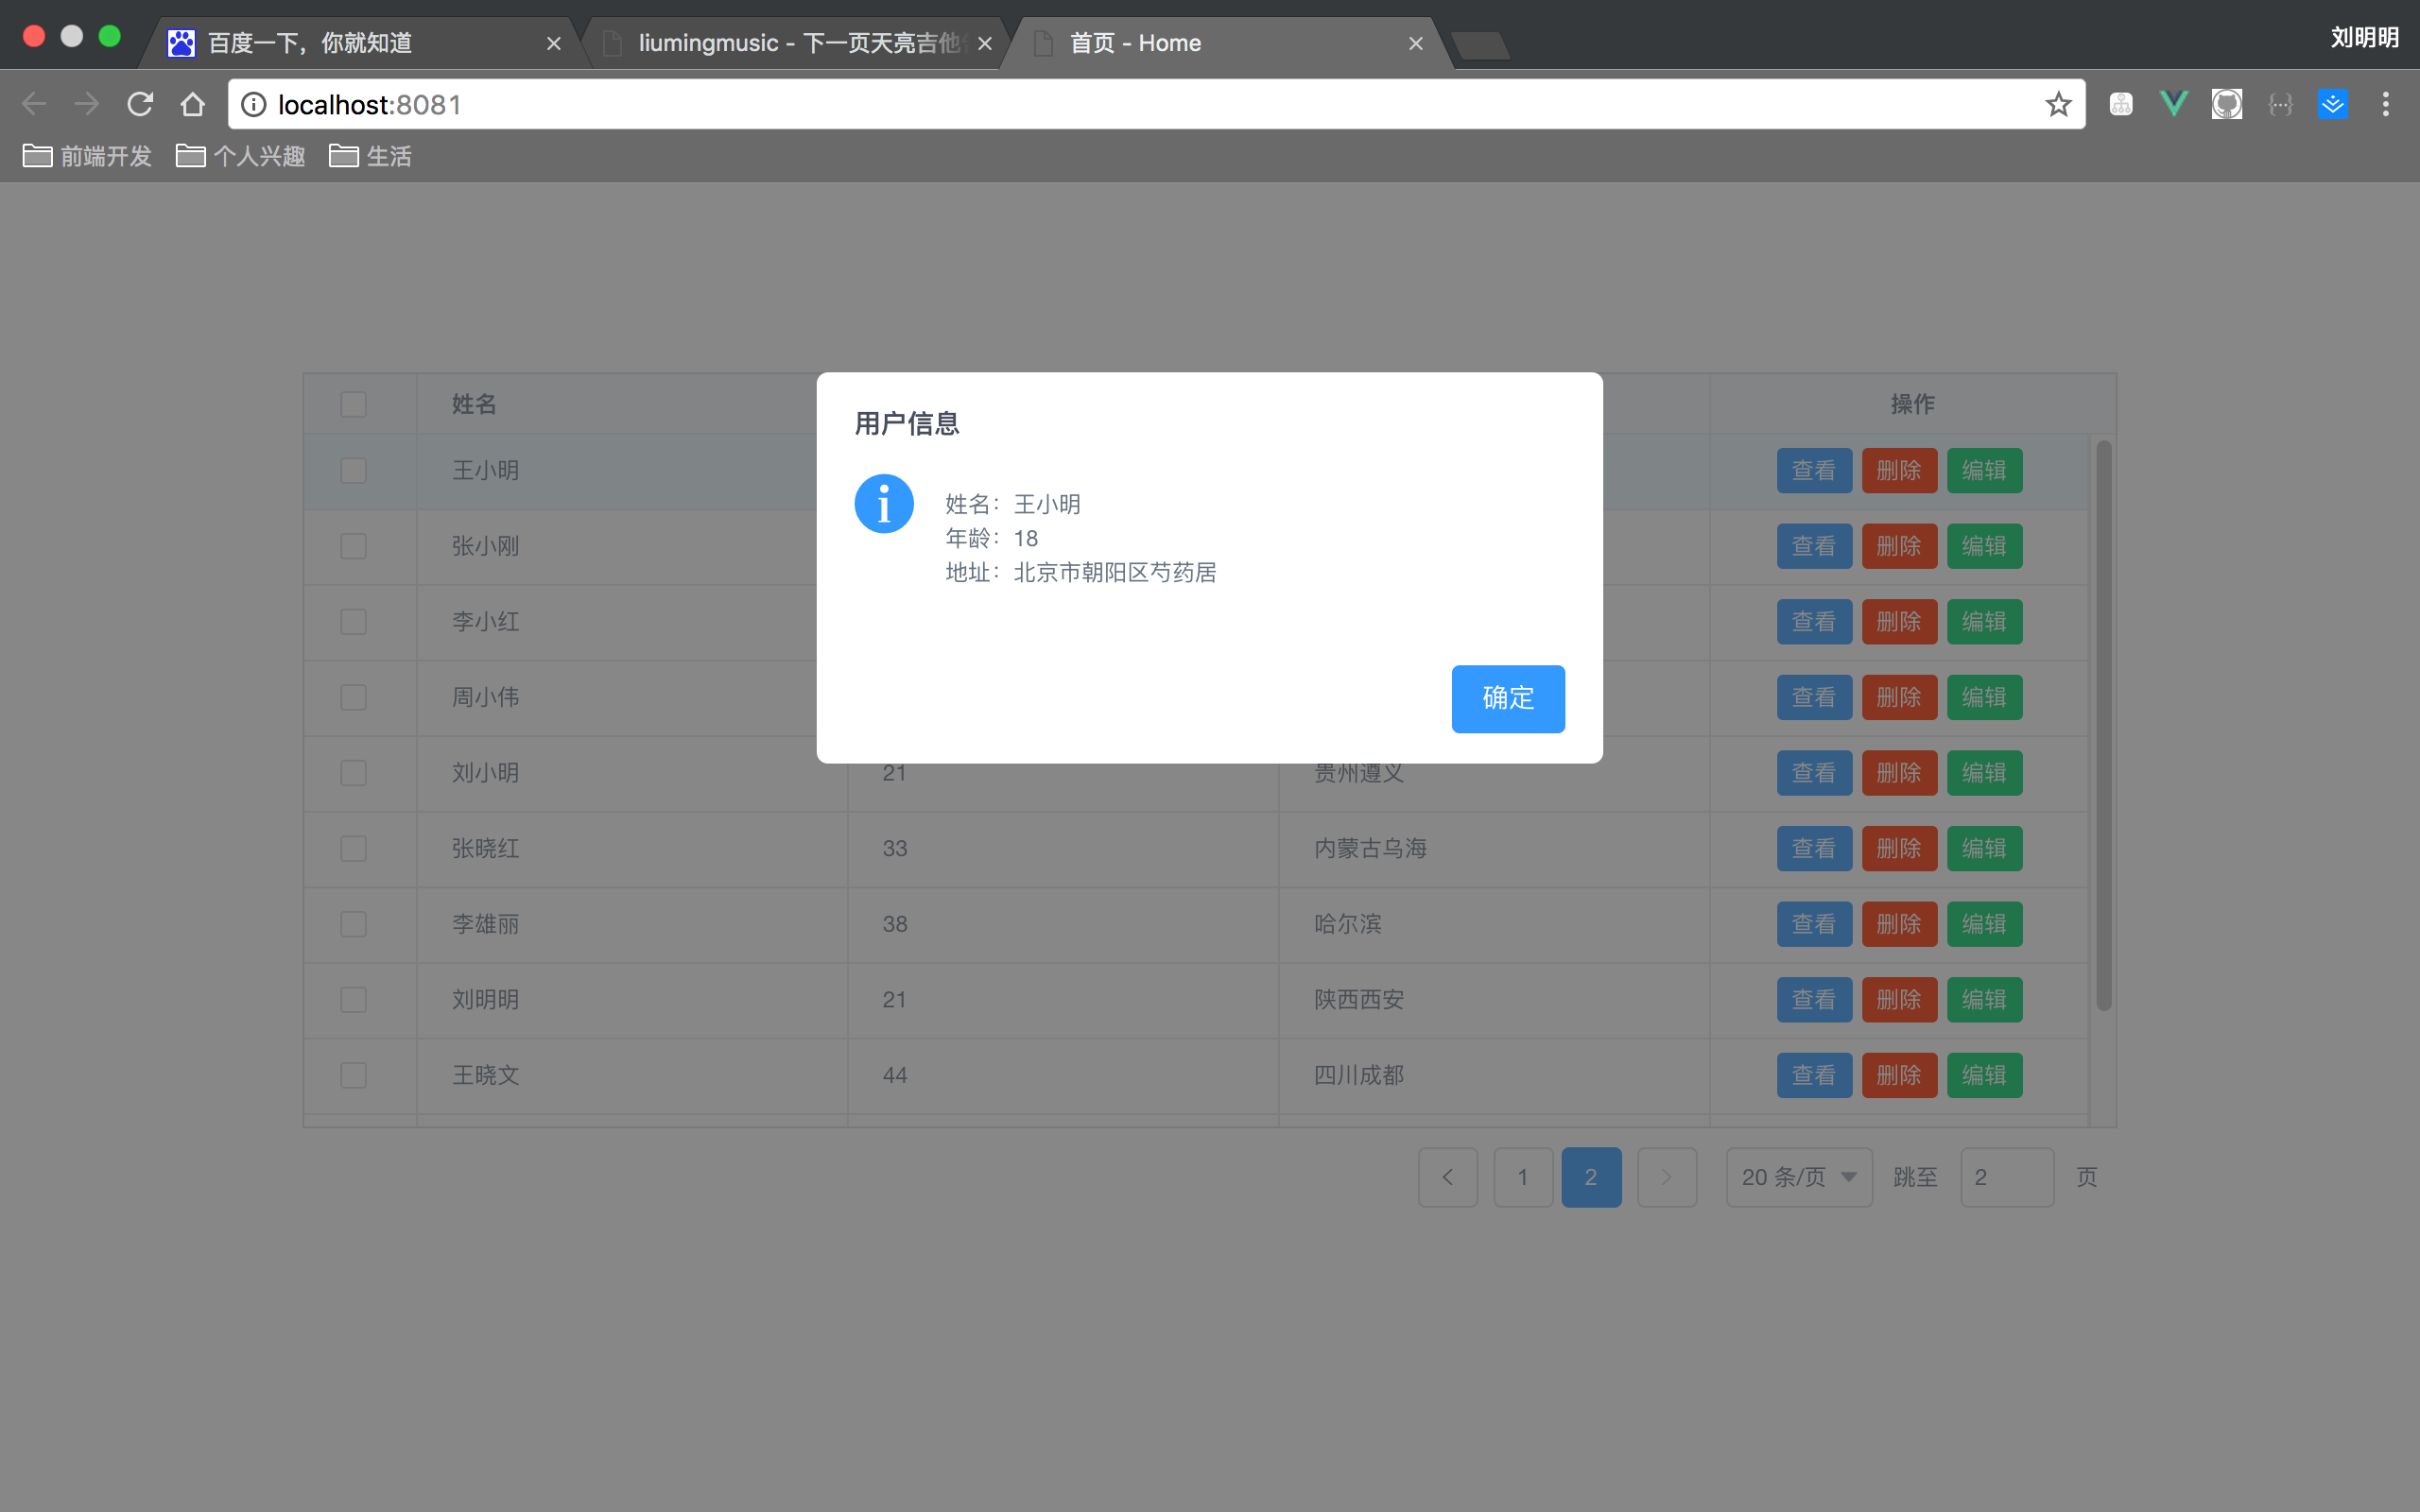 百度一下，你就知道
liumingmusic - 下一页天亮吉他
首页 - Home
刘明明
localhost:8081
前端开发
个人兴趣
生活
姓名
操作
用户信息
姓名：王小明
年龄：18
地址：北京市朝阳区芍药居
确定
王小明 查看 删除 编辑
张小刚 查看 删除 编辑
李小红 查看 删除 编辑
周小伟 查看 删除 编辑
刘小明 21 贵州遵义 查看 删除 编辑
张晓红 33 内蒙古乌海 查看 删除 编辑
李雄丽 38 哈尔滨 查看 删除 编辑
刘明明 21 陕西西安 查看 删除 编辑
王晓文 44 四川成都 查看 删除 编辑
1 2 20 条/页 跳至 2 页